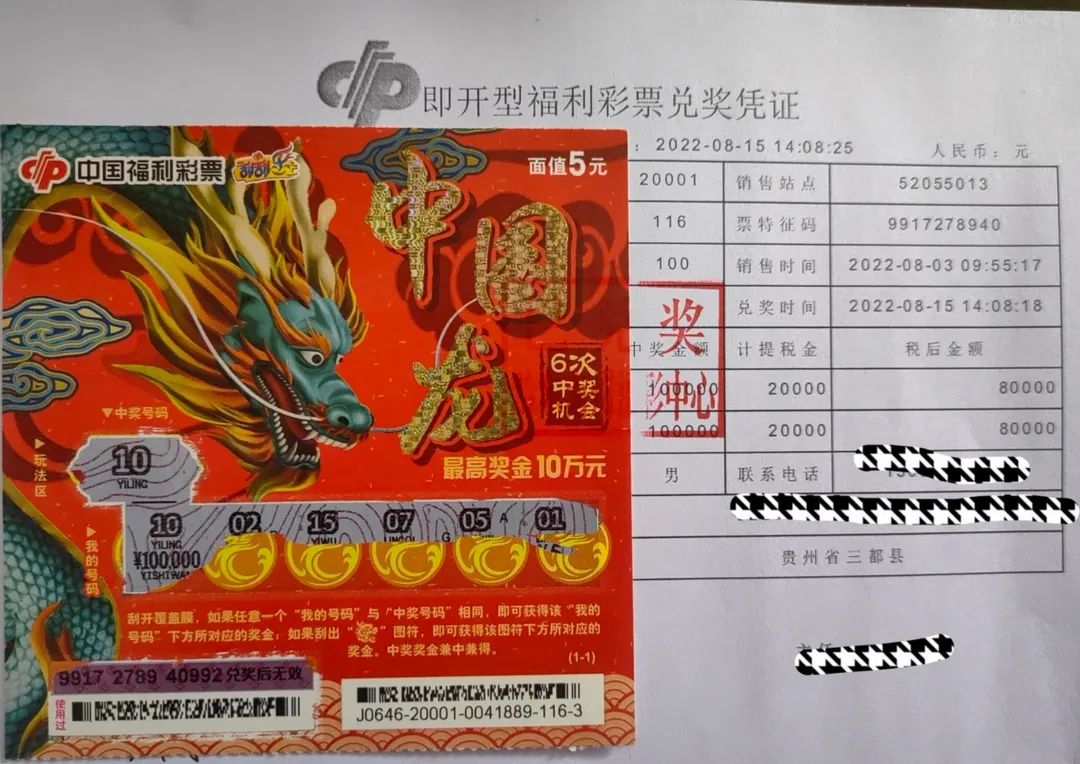 即开型福利彩票兑奖凭证
: 2022-08-15 14:08:25 人民币: 元
20001 销售站点 52055013
116 票特征码 9917278940
100 销售时间 2022-08-03 09:55:17
兑奖时间 2022-08-15 14:08:18
中奖金额 计提税金 税后金额
100000 20000 80000
100000 20000 80000
男 联系电话
贵州省三都县
奖
中心
中国福利彩票 刮刮乐
面值5元
中国龙
6次
中奖
机会
最高奖金10万元
▼中奖号码
▶玩法区
10
YILING
▶我的号码
10 02 15 07 05 01
YILING YIWU
¥100,000
YISHIWAN
刮开覆盖膜,如果任意一个“我的号码”与“中奖号码”相同,即可获得该“我的
号码”下方所对应的奖金;如果刮出“ ”图符,即可获得该图符下方所对应的
奖金。中奖奖金兼中兼得。
(1-1)
9917 2789 40992 兑奖后无效
使用过
J0646-20001-0041889-116-3